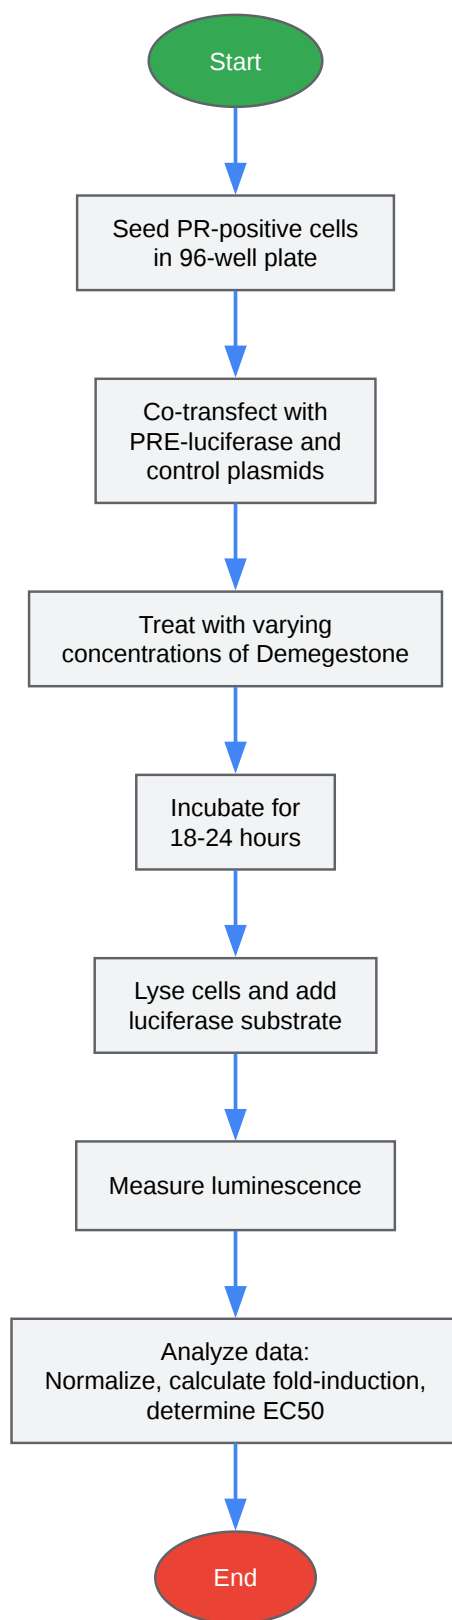 Start
Seed PR-positive cells
in 96-well plate
Co-transfect with
PRE-luciferase and
control plasmids
Treat with varying
concentrations of Demegestone
Incubate for
18-24 hours
Lyse cells and add
luciferase substrate
Measure luminescence
Analyze data:
Normalize, calculate fold-induction,
determine EC50
End